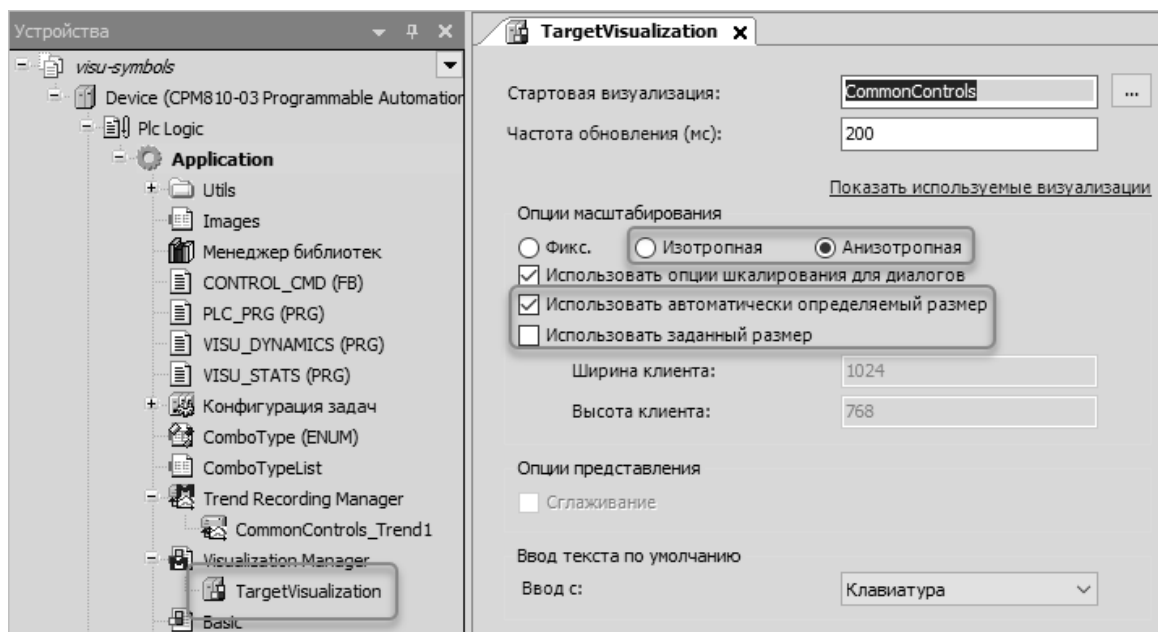 Устройства
visu-symbols
Device (CPM810-03 Programmable Automation
Plc Logic
Application
Utils
Images
Менеджер библиотек
CONTROL_CMD (FB)
PLC_PRG (PRG)
VISU_DYNAMICS (PRG)
VISU_STATS (PRG)
Конфигурация задач
ComboType (ENUM)
ComboTypeList
Trend Recording Manager
CommonControls_Trend1
Visualization Manager
TargetVisualization
Basic
TargetVisualization
Стартовая визуализация:
CommonControls
...
Частота обновления (мс):
200
Показать используемые визуализации
Опции масштабирования
Фикс. Изотропная Анизотропная
Использовать опции шкалирования для диалогов
Использовать автоматически определяемый размер
Использовать заданный размер
Ширина клиента:
1024
Высота клиента:
768
Опции представления
Сглаживание
Ввод текста по умолчанию
Ввод с:
Клавиатура